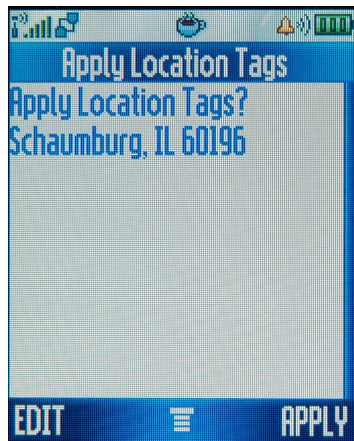 Apply Location Tags
Apply Location Tags?
Schaumburg, IL 60196
EDIT
APPLY